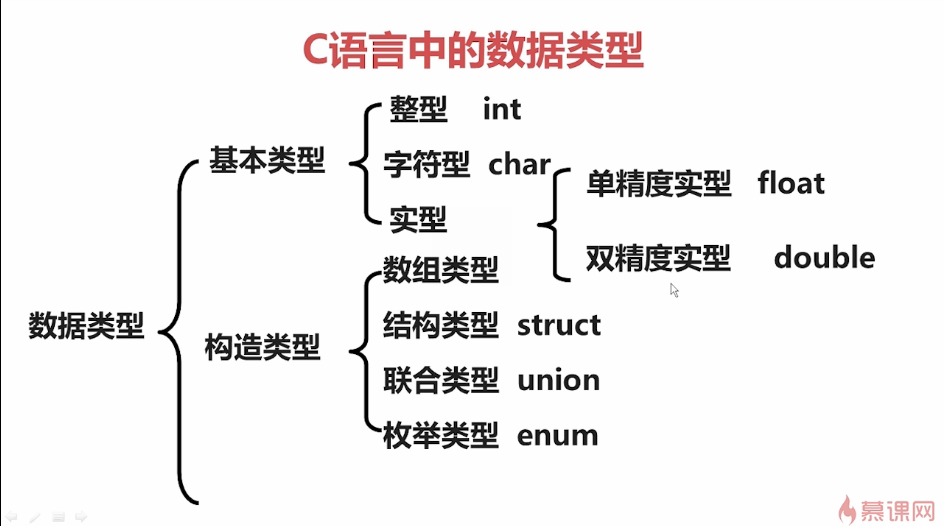 C语言中的数据类型
整型 int
基本类型
字符型 char
单精度实型 float
实型
双精度实型 double
数组类型
数据类型
结构类型 struct
构造类型
联合类型 union
枚举类型 enum
慕课网